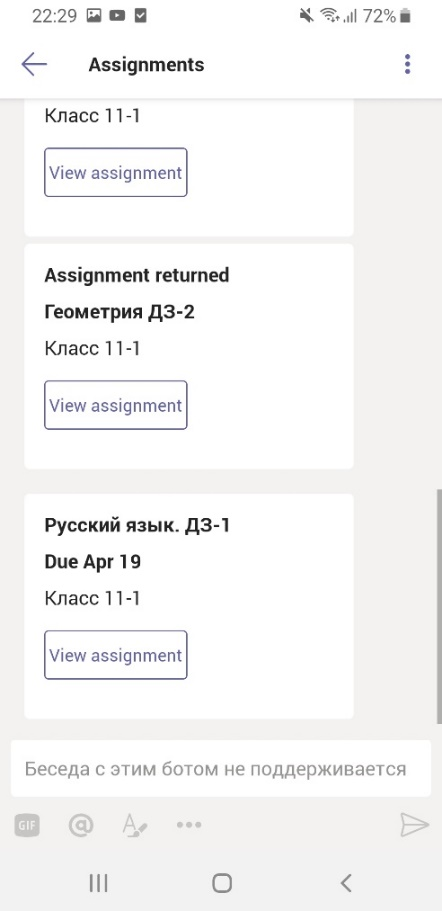 22:29 72%
Assignments
Класс 11-1
View assignment
Assignment returned
Геометрия ДЗ-2
Класс 11-1
View assignment
Русский язык. ДЗ-1
Due Apr 19
Класс 11-1
View assignment
Беседа с этим ботом не поддерживается
GIF @ A